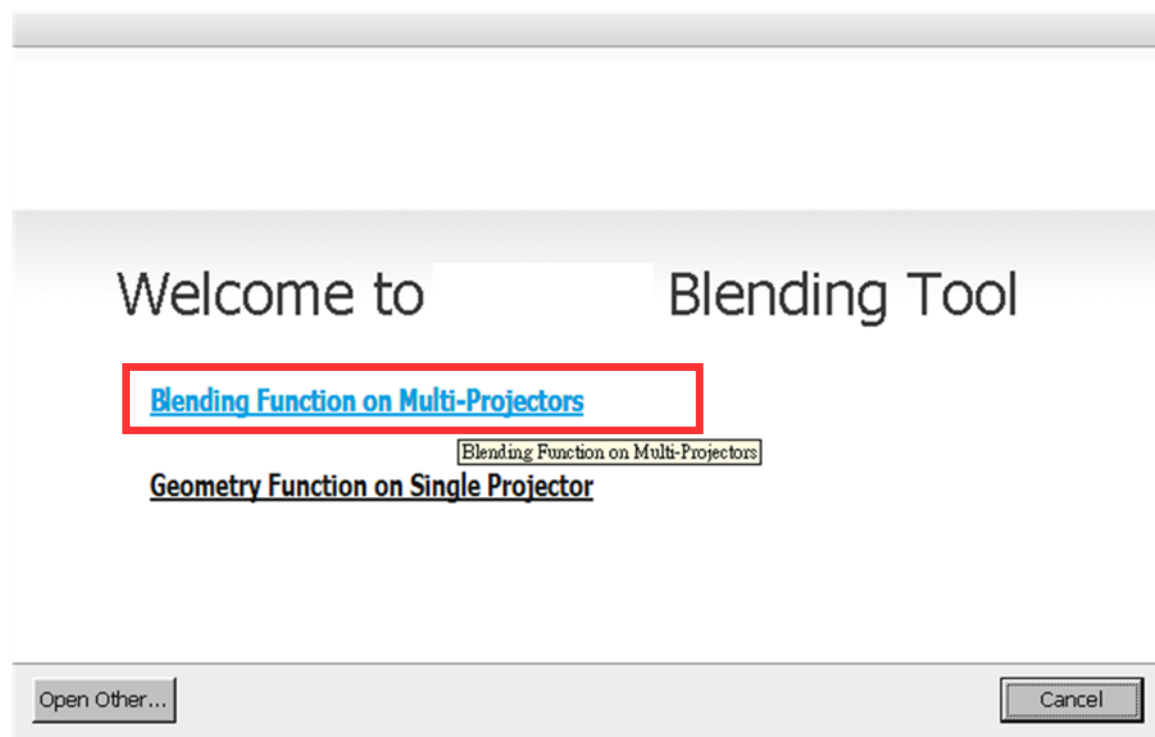 Welcome to Blending Tool
Blending Function on Multi-Projectors
Blending Function on Multi-Projectors
Geometry Function on Single Projector
Open Other...
Cancel